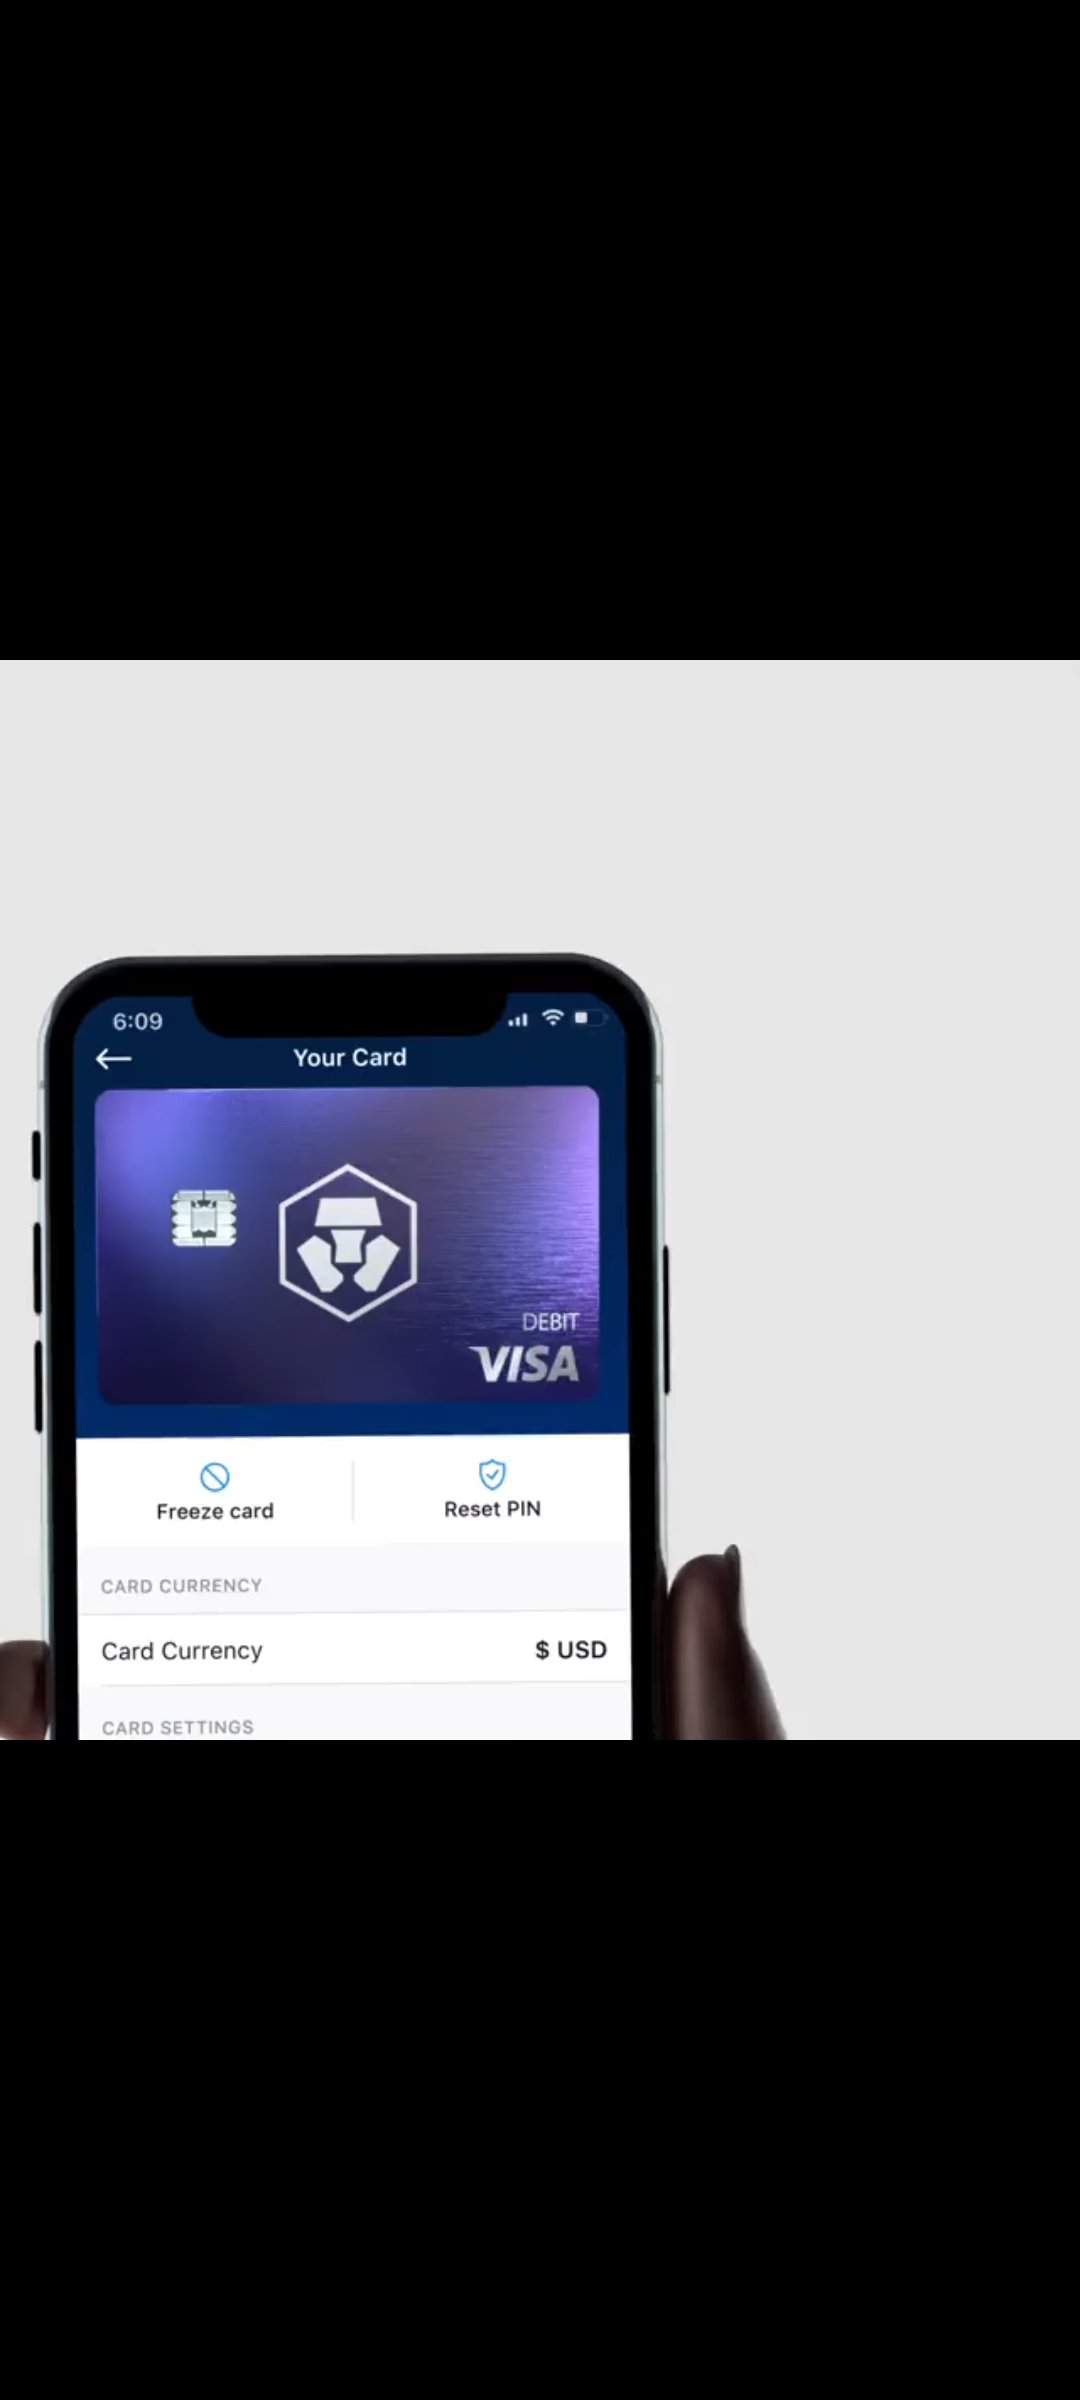 6:09
Your Card
DEBIT
VISA
Freeze card
Reset PIN
CARD CURRENCY
Card Currency
$ USD
CARD SETTINGS